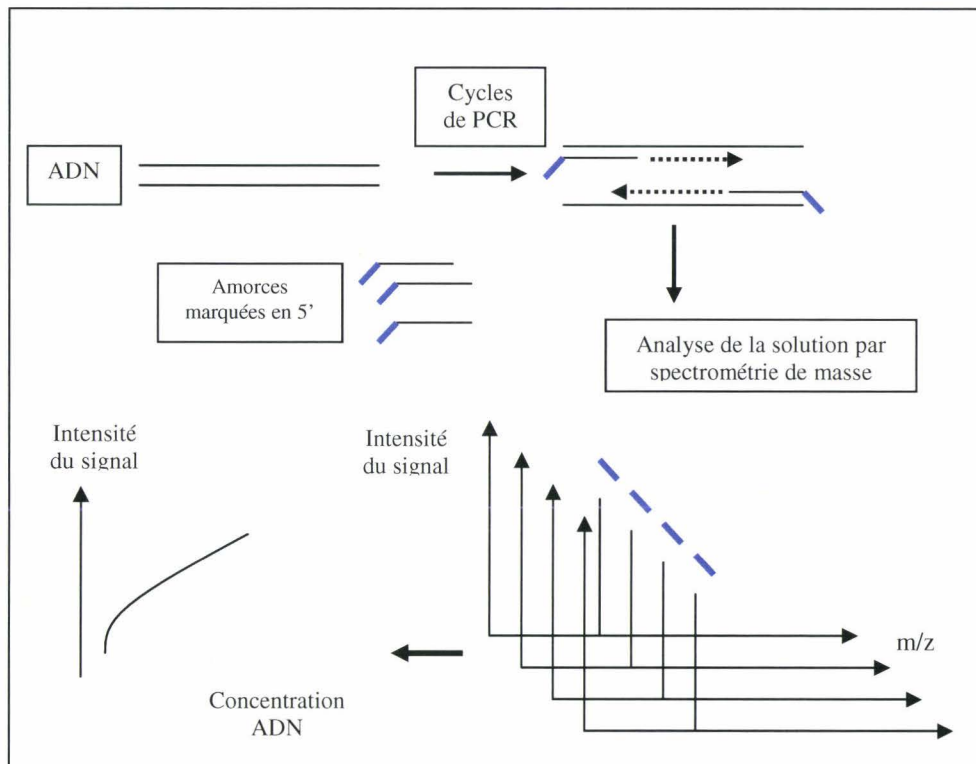 Cycles
de PCR
ADN
Amorces
marquées en 5’
Analyse de la solution par
spectrométrie de masse
Intensité
du signal
Intensité
du signal
m/z
Concentration
ADN